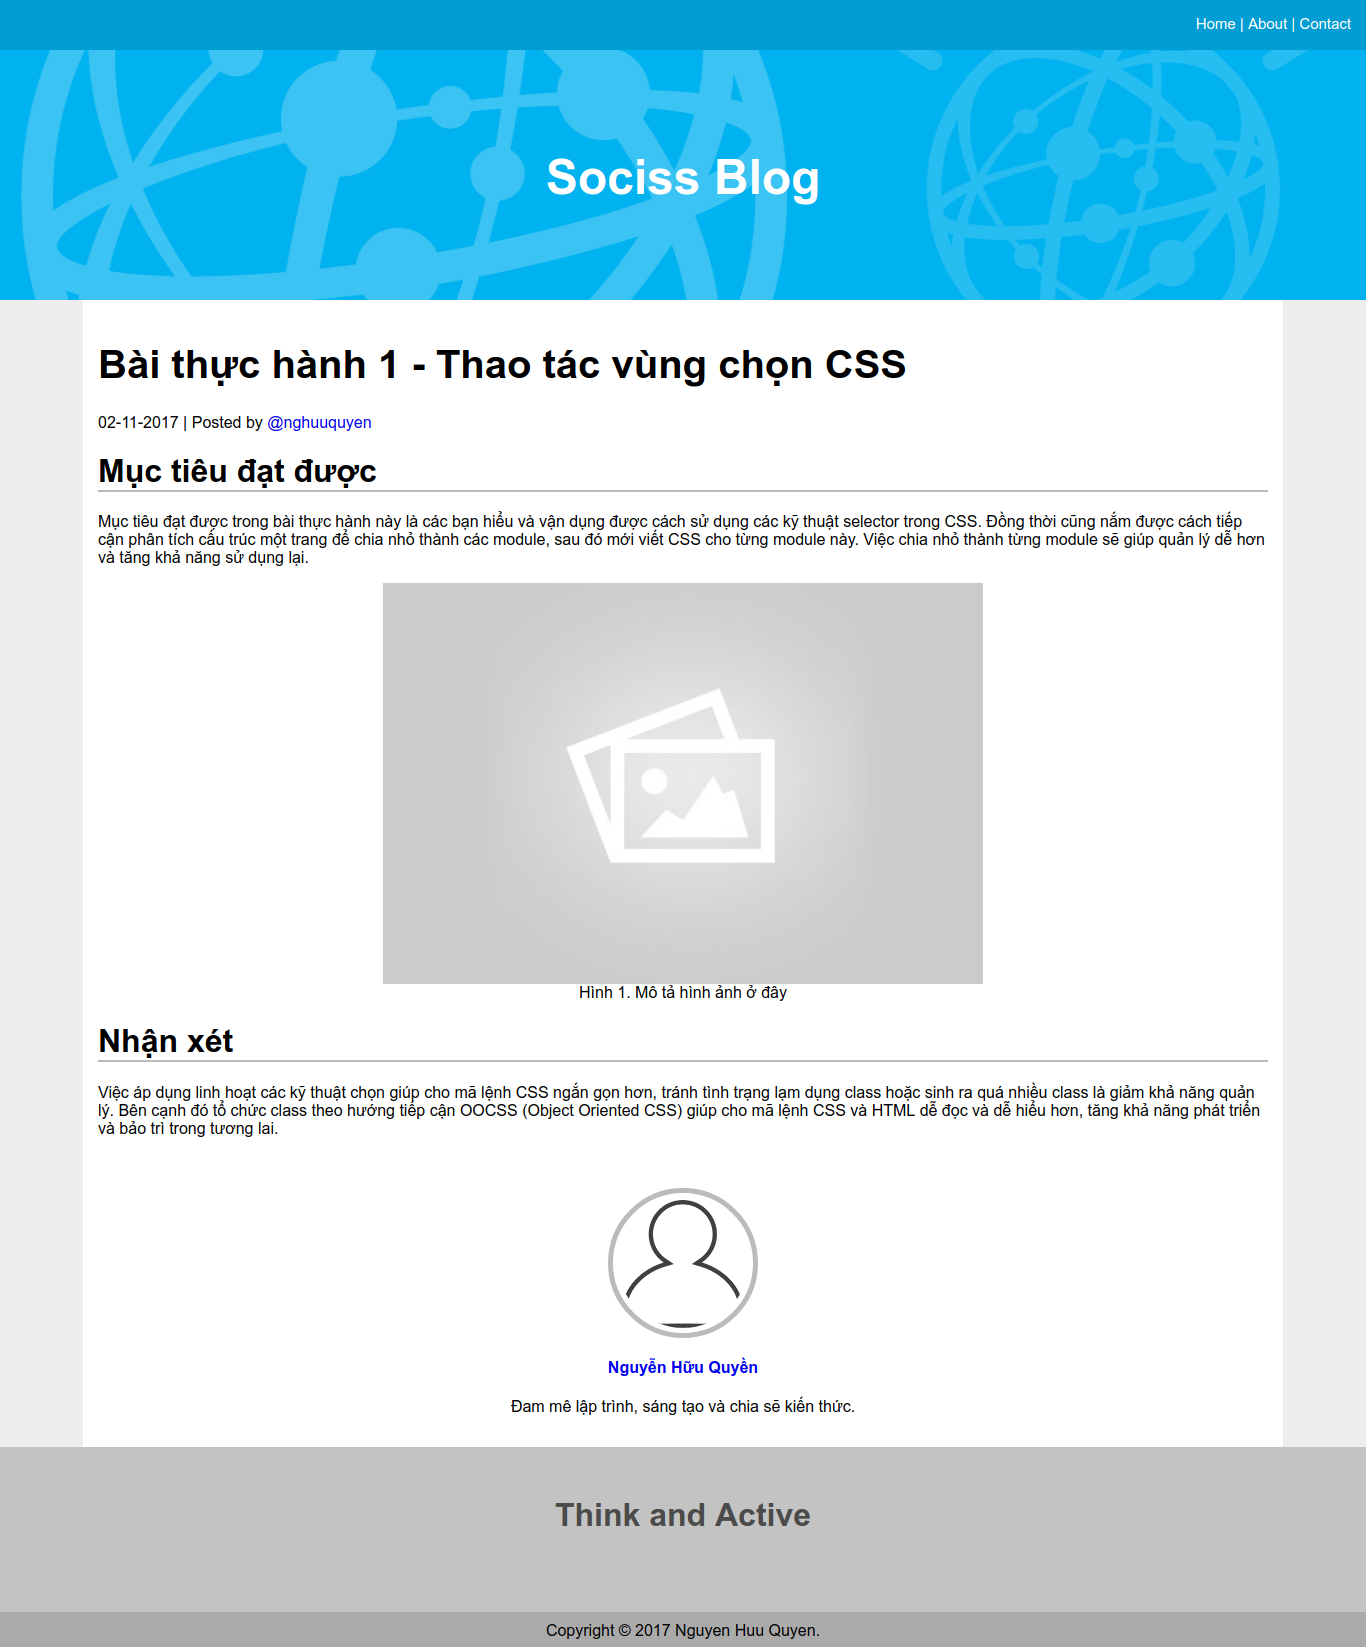 Home | About | Contact
Sociss Blog
Bài thực hành 1 - Thao tác vùng chọn CSS
02-11-2017 | Posted by @nghuuquyen
Mục tiêu đạt được
Mục tiêu đạt được trong bài thực hành này là các bạn hiểu và vận dụng được cách sử dụng các kỹ thuật selector trong CSS. Đồng thời cũng nắm được cách tiếp
cận phân tích cấu trúc một trang để chia nhỏ thành các module, sau đó mới viết CSS cho từng module này. Việc chia nhỏ thành từng module sẽ giúp quản lý dễ hơn
và tăng khả năng sử dụng lại.
Hình 1. Mô tả hình ảnh ở đây
Nhận xét
Việc áp dụng linh hoạt các kỹ thuật chọn giúp cho mã lệnh CSS ngắn gọn hơn, tránh tình trạng lạm dụng class hoặc sinh ra quá nhiều class là giảm khả năng quản
lý. Bên cạnh đó tổ chức class theo hướng tiếp cận OOCSS (Object Oriented CSS) giúp cho mã lệnh CSS và HTML dễ đọc và dễ hiểu hơn, tăng khả năng phát triển
và bảo trì trong tương lai.
Nguyễn Hữu Quyền
Đam mê lập trình, sáng tạo và chia sẽ kiến thức.
Think and Active
Copyright © 2017 Nguyen Huu Quyen.